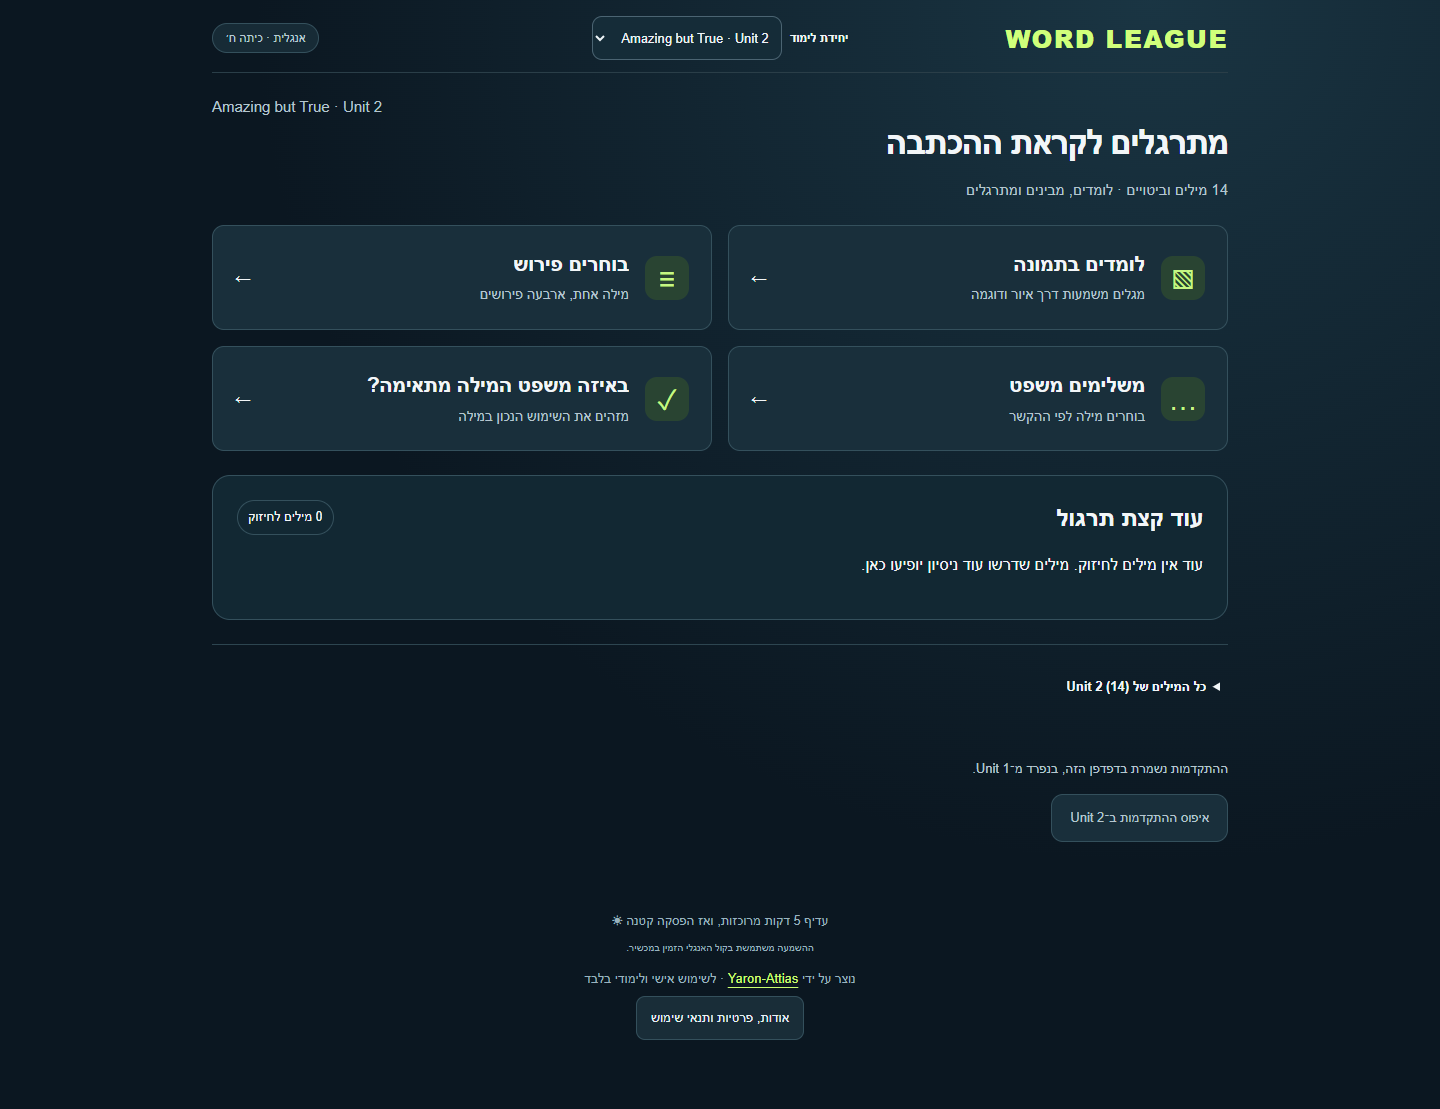 WORD LEAGUE
יחידת לימוד
Amazing but True · Unit 2
אנגלית · כיתה ח׳
Amazing but True · Unit 2
מתרגלים לקראת ההכתבה
14 מילים וביטויים · לומדים, מבינים ומתרגלים
לומדים בתמונה
מגלים משמעות דרך איור ודוגמה
בוחרים פירוש
מילה אחת, ארבעה פירושים
משלימים משפט
בוחרים מילה לפי ההקשר
באיזה משפט המילה מתאימה?
מזהים את השימוש הנכון במילה
עוד קצת תרגול
0 מילים לחיזוק
עוד אין מילים לחיזוק. מילים שדרשו עוד ניסיון יופיעו כאן.
כל המילים של Unit 2 (14)
ההתקדמות נשמרת בדפדפן הזה, בנפרד מ־Unit 1.
איפוס ההתקדמות ב־Unit 2
עדיף 5 דקות מרוכזות, ואז הפסקה קטנה ☀
ההשמעה משתמשת בקול האנגלי הזמין במכשיר.
נוצר על ידי Yaron-Attias · לשימוש אישי ולימודי בלבד
אודות, פרטיות ותנאי שימוש